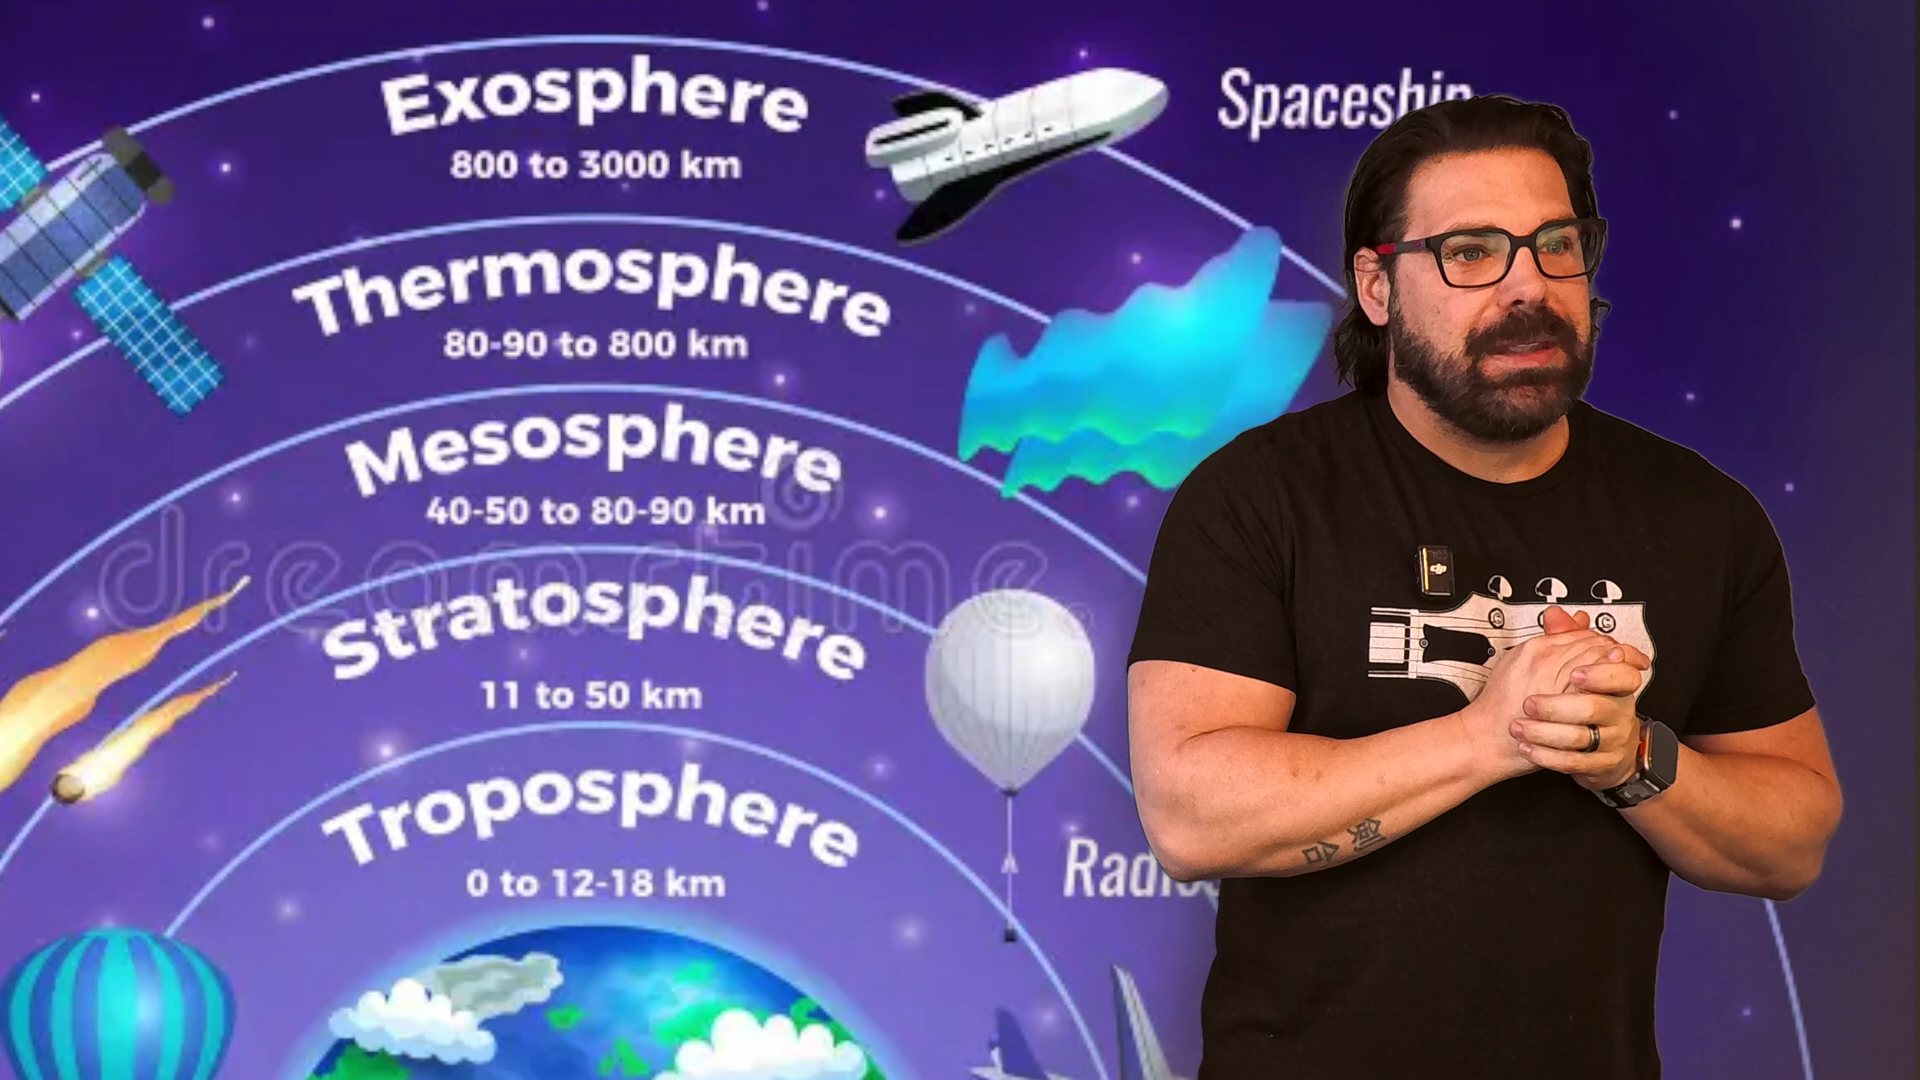 Exosphere
800 to 3000 km
Spaceship
Thermosphere
80-90 to 800 km
Mesosphere
40-50 to 80-90 km
dreamstime
Stratosphere
11 to 50 km
Troposphere
0 to 12-18 km